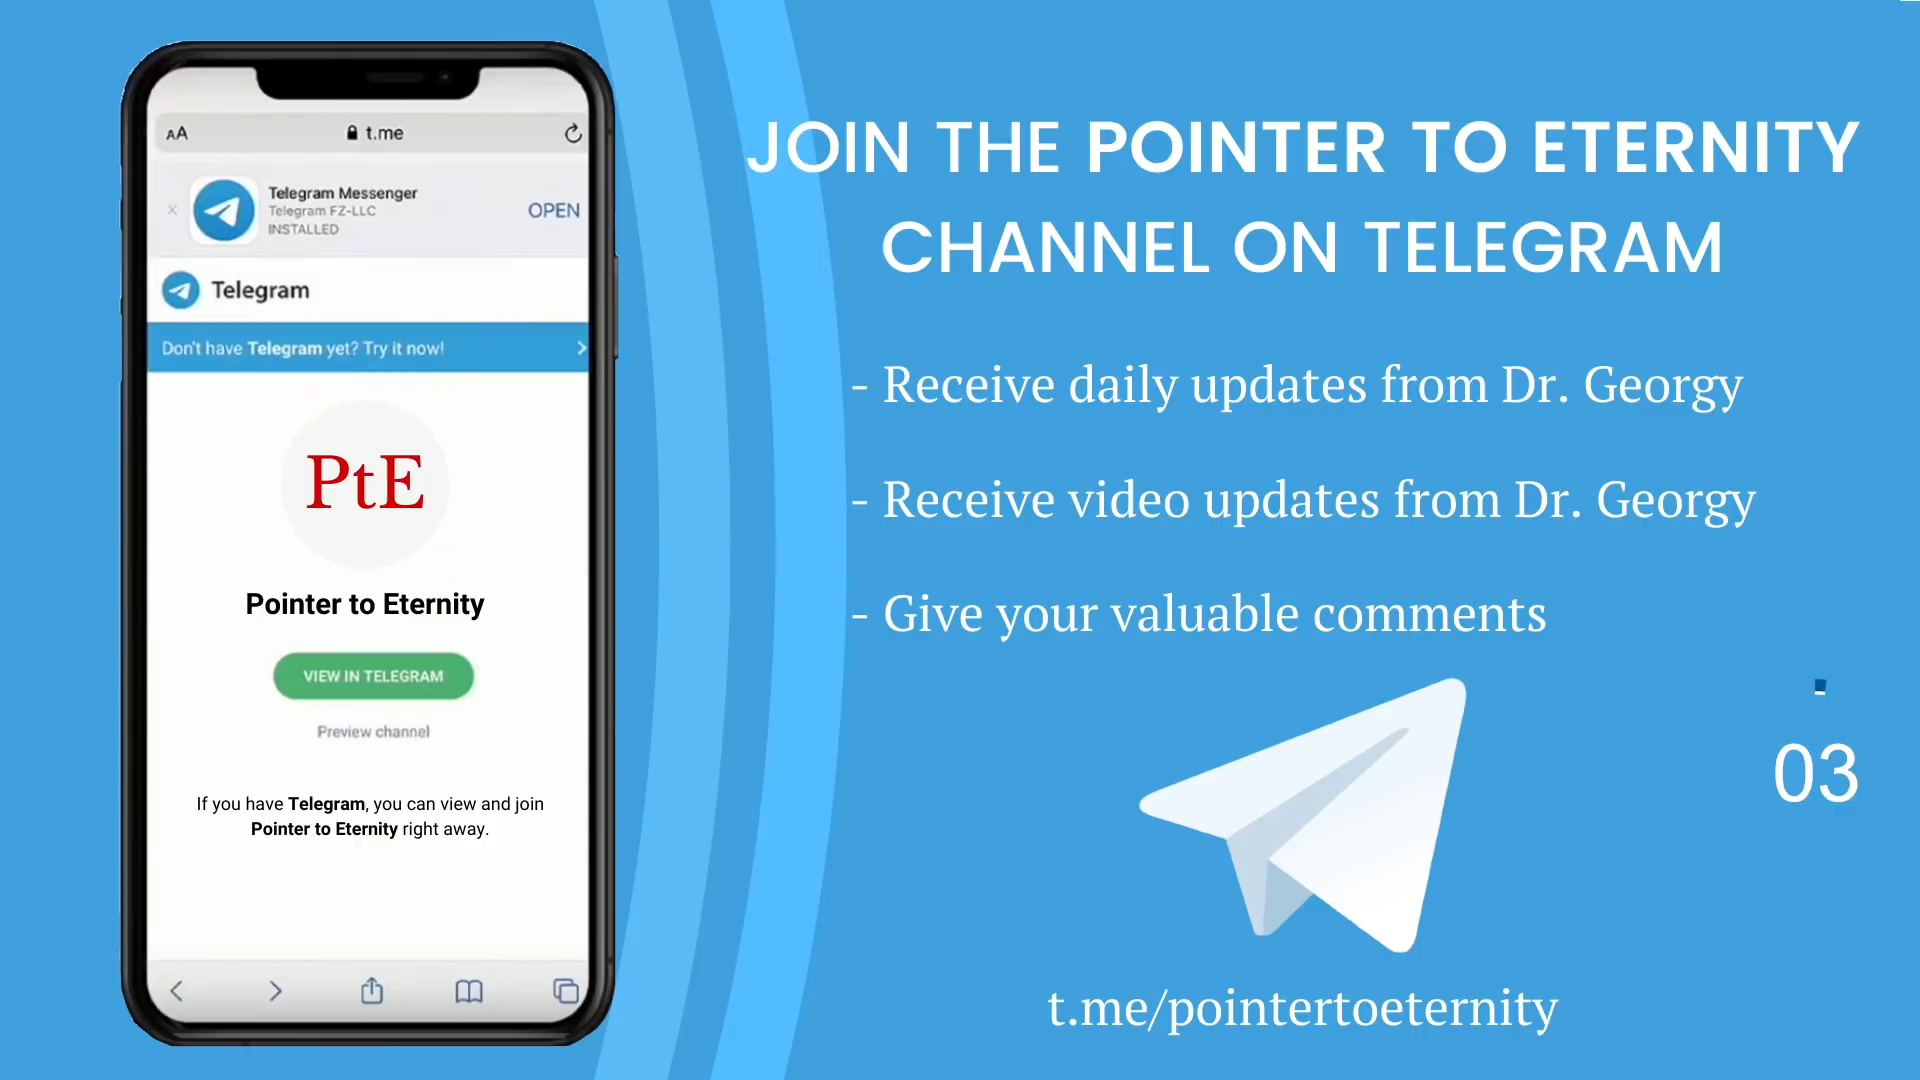 AA
t.me
Telegram Messenger
Telegram FZ-LLC
INSTALLED
OPEN
Telegram
Don't have Telegram yet? Try it now!
PtE
Pointer to Eternity
VIEW IN TELEGRAM
Preview channel
If you have Telegram, you can view and join
Pointer to Eternity right away.
JOIN THE POINTER TO ETERNITY
CHANNEL ON TELEGRAM
- Receive daily updates from Dr. Georgy
- Receive video updates from Dr. Georgy
- Give your valuable comments
03
t.me/pointertoeternity